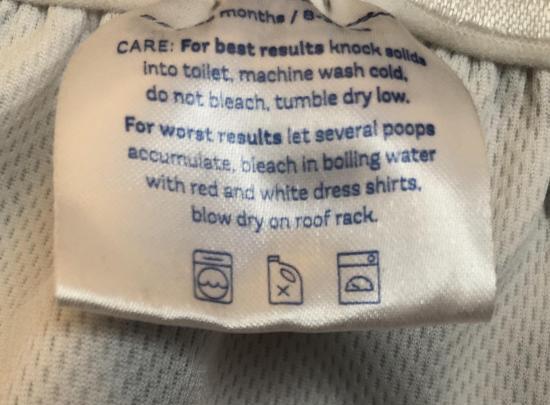 months / 8-
CARE: For best results knock solids
into toilet, machine wash cold,
do not bleach, tumble dry low.
For worst results let several poops
accumulate, bleach in boiling water
with red and white dress shirts,
blow dry on roof rack.